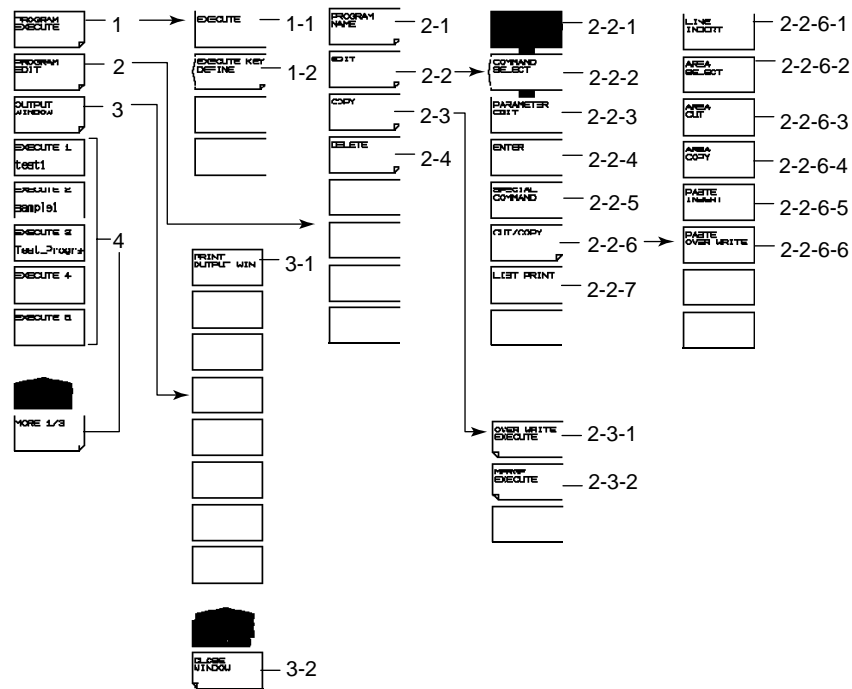 PROGRAM
EXECUTE
1
PROGRAM
EDIT
2
OUTPUT
WINDOW
3
EXECUTE 1
test1
EXECUTE 2
sample1
EXECUTE 3
Test_Progr
4
EXECUTE 4
EXECUTE 5
MORE 1/3
EXECUTE
1-1
EXECUTE KEY
DEFINE
1-2
PRINT
OUTPUT WIN
3-1
CLOSE
WINDOW
3-2
PROGRAM
NAME
2-1
EDIT
2-2
COPY
2-3
DELETE
2-4
2-2-1
COMMAND
SELECT
2-2-2
PARAMETER
EDIT
2-2-3
ENTER
2-2-4
SPECIAL
COMMAND
2-2-5
CUT/COPY
2-2-6
LIST PRINT
2-2-7
OVER WRITE
EXECUTE
2-3-1
MERGE
EXECUTE
2-3-2
LINE
INSERT
2-2-6-1
AREA
SELECT
2-2-6-2
AREA
CUT
2-2-6-3
AREA
COPY
2-2-6-4
PASTE
INSERT
2-2-6-5
PASTE
OVER WRITE
2-2-6-6